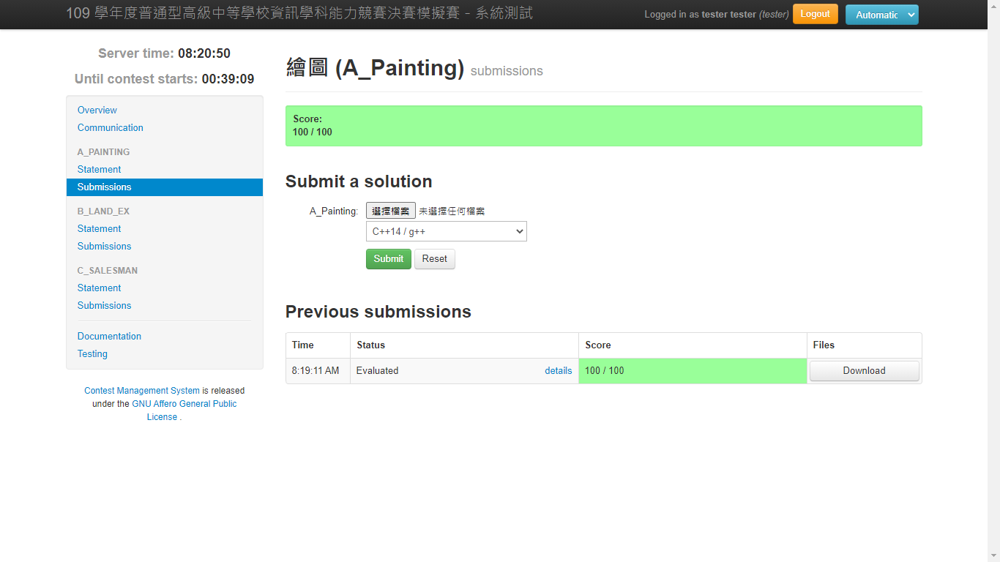 109 學年度普通型高級中等學校資訊學科能力競賽決賽模擬賽 - 系統測試
Logged in as tester tester (tester) Logout Automatic
Server time: 08:20:50
Until contest starts: 00:39:09
Overview
Communication
A_PAINTING
Statement
Submissions
B_LAND_EX
Statement
Submissions
C_SALESMAN
Statement
Submissions
Documentation
Testing
Contest Management System is released
under the GNU Affero General Public
License .
繪圖 (A_Painting) submissions
Score:
100 / 100
Submit a solution
A_Painting: 選擇檔案 未選擇任何檔案
C++14 / g++
Submit Reset
Previous submissions
Time Status Score Files
8:19:11 AM Evaluated details 100 / 100 Download